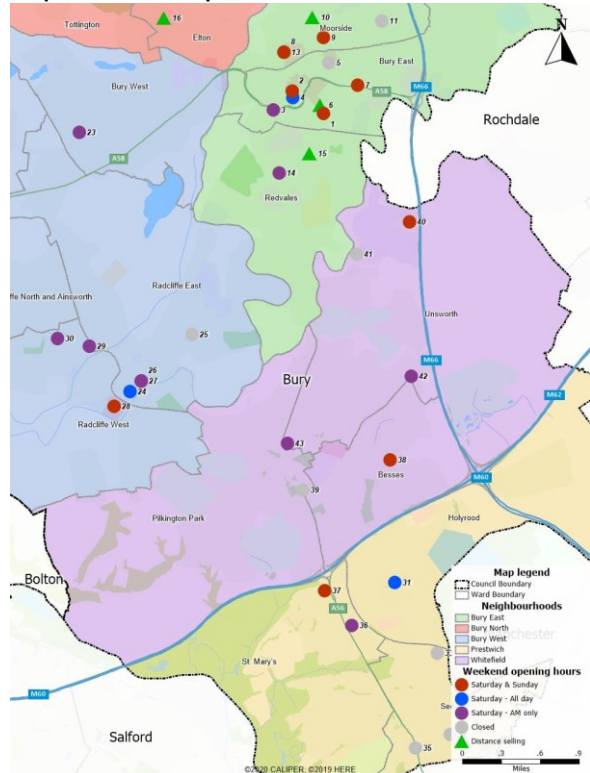 Tottington
16
10
Moorside
11
Elton
8
9
13
5
Bury East
N
Bury West
2
7
A58
M66
4
6
3
1
Rochdale
23
A58
15
14
Redvales
40
41
Radcliffe East
ffe North and Ainsworth
Unsworth
30
29
25
M66
26
27
Bury
42
24
M62
28
Radcliffe West
43
38
Besses
M60
39
Pilkington Park
Holyrood
Bolton
31
37
A56
36
St. Mary's
M60
Salford
35
Map legend
Council Boundary
Ward Boundary
Neighbourhoods
Bury East
Bury North
Bury West
Prestwich
Whitefield
Weekend opening hours
Saturday & Sunday
Saturday - All day
Saturday - AM only
Closed
Distance selling
0 .3 .6 .9
Miles
©2020 CALIPER; ©2019 HERE